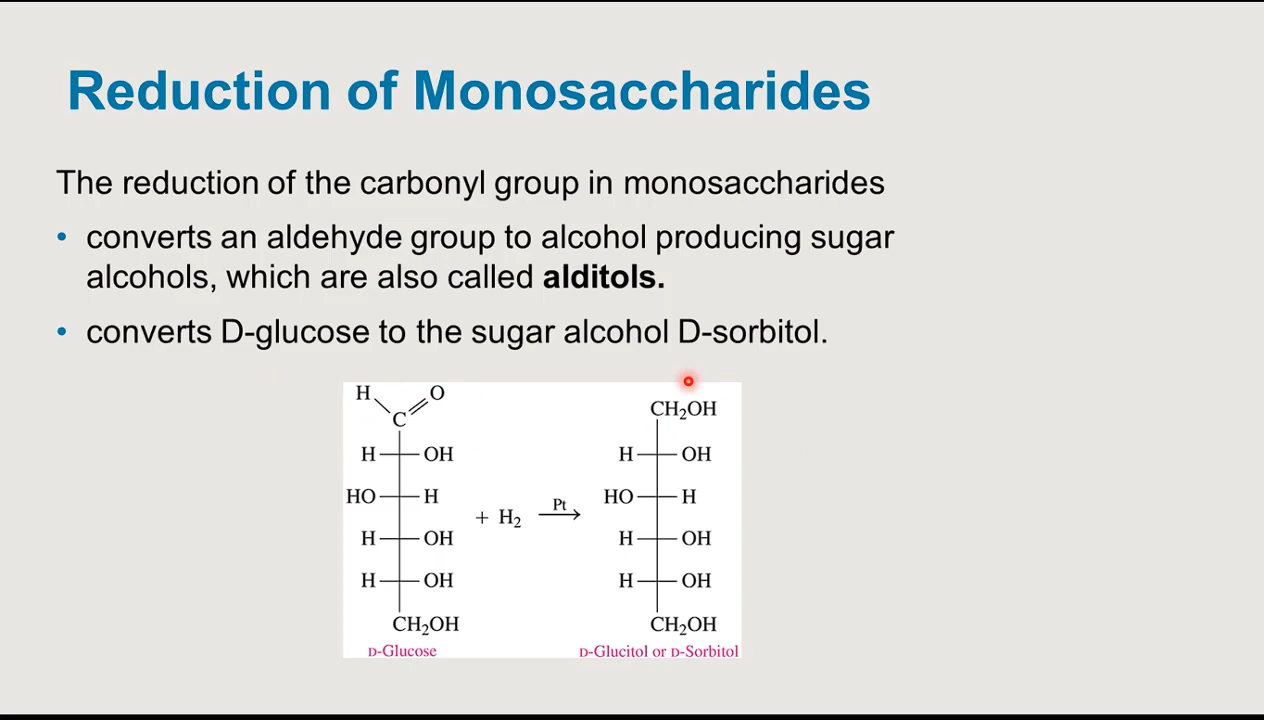 Reduction of Monosaccharides
The reduction of the carbonyl group in monosaccharides
• converts an aldehyde group to alcohol producing sugar
alcohols, which are also called alditols.
• converts D-glucose to the sugar alcohol D-sorbitol.
H O
C
H OH
HO H
H OH
H OH
CH₂OH
D-Glucose
+ H₂
Pt
CH₂OH
H OH
HO H
H OH
H OH
CH₂OH
D-Glucitol or D-Sorbitol